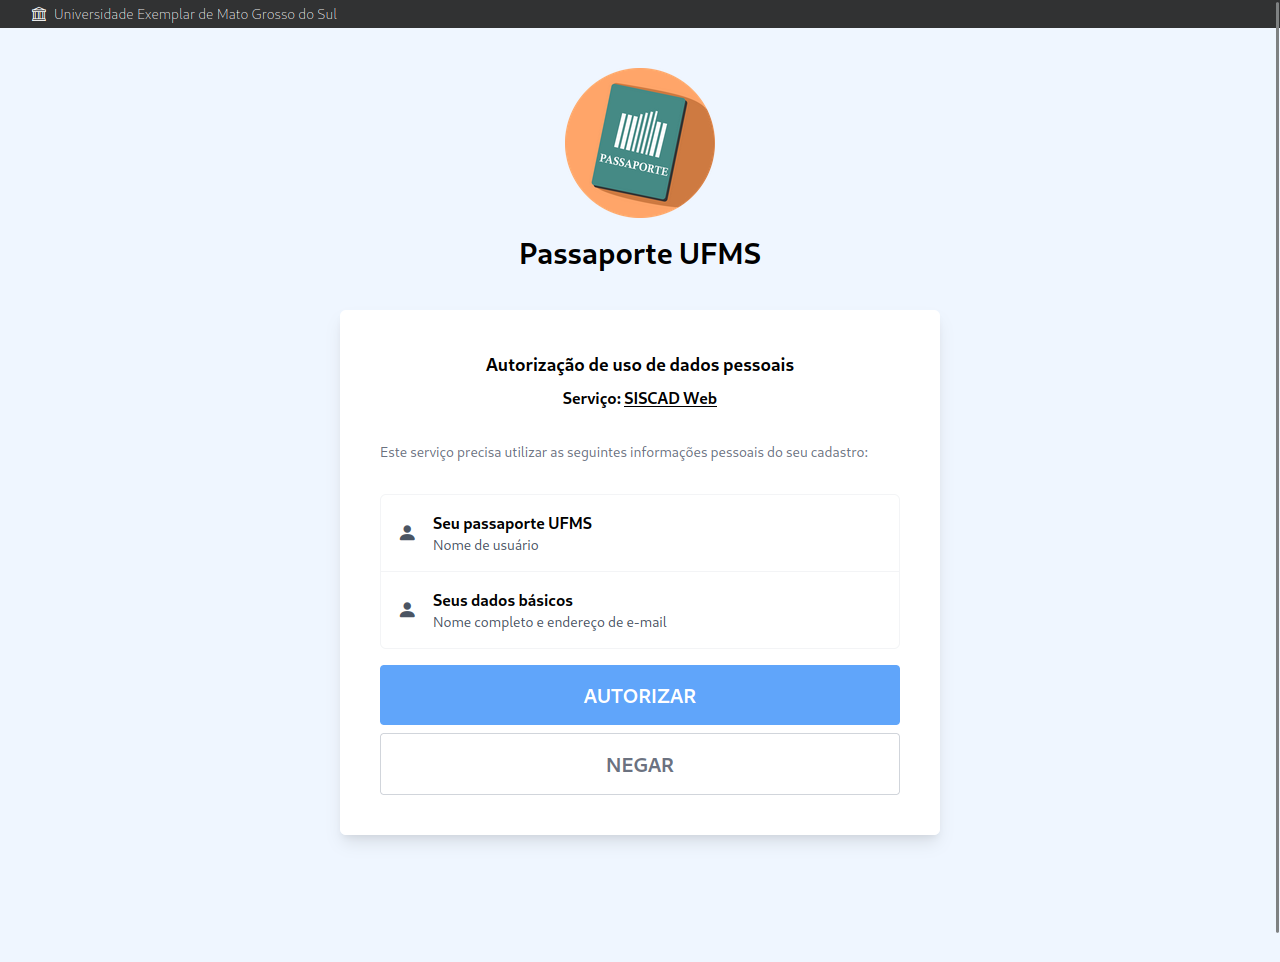 Universidade Exemplar de Mato Grosso do Sul
PASSAPORTE
Passaporte UFMS
Autorização de uso de dados pessoais
Serviço: SISCAD Web
Este serviço precisa utilizar as seguintes informações pessoais do seu cadastro:
Seu passaporte UFMS
Nome de usuário
Seus dados básicos
Nome completo e endereço de e-mail
AUTORIZAR
NEGAR